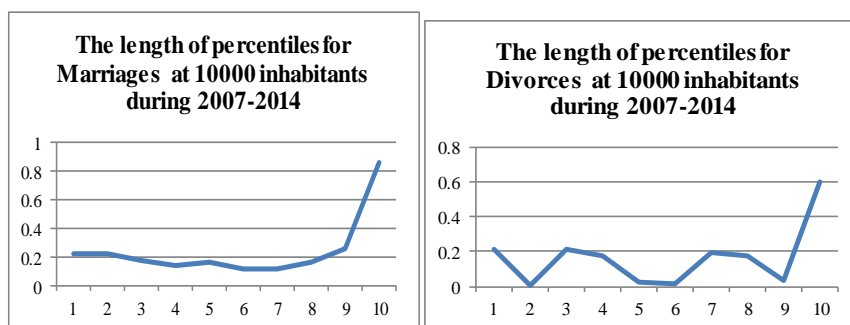 The length of percentiles for
Marriages at 10000 inhabitants
during 2007-2014
1
0.8
0.6
0.4
0.2
0
1 2 3 4 5 6 7 8 9 10
The length of percentiles for
Divorces at 10000 inhabitants
during 2007-2014
0.8
0.6
0.4
0.2
0
1 2 3 4 5 6 7 8 9 10